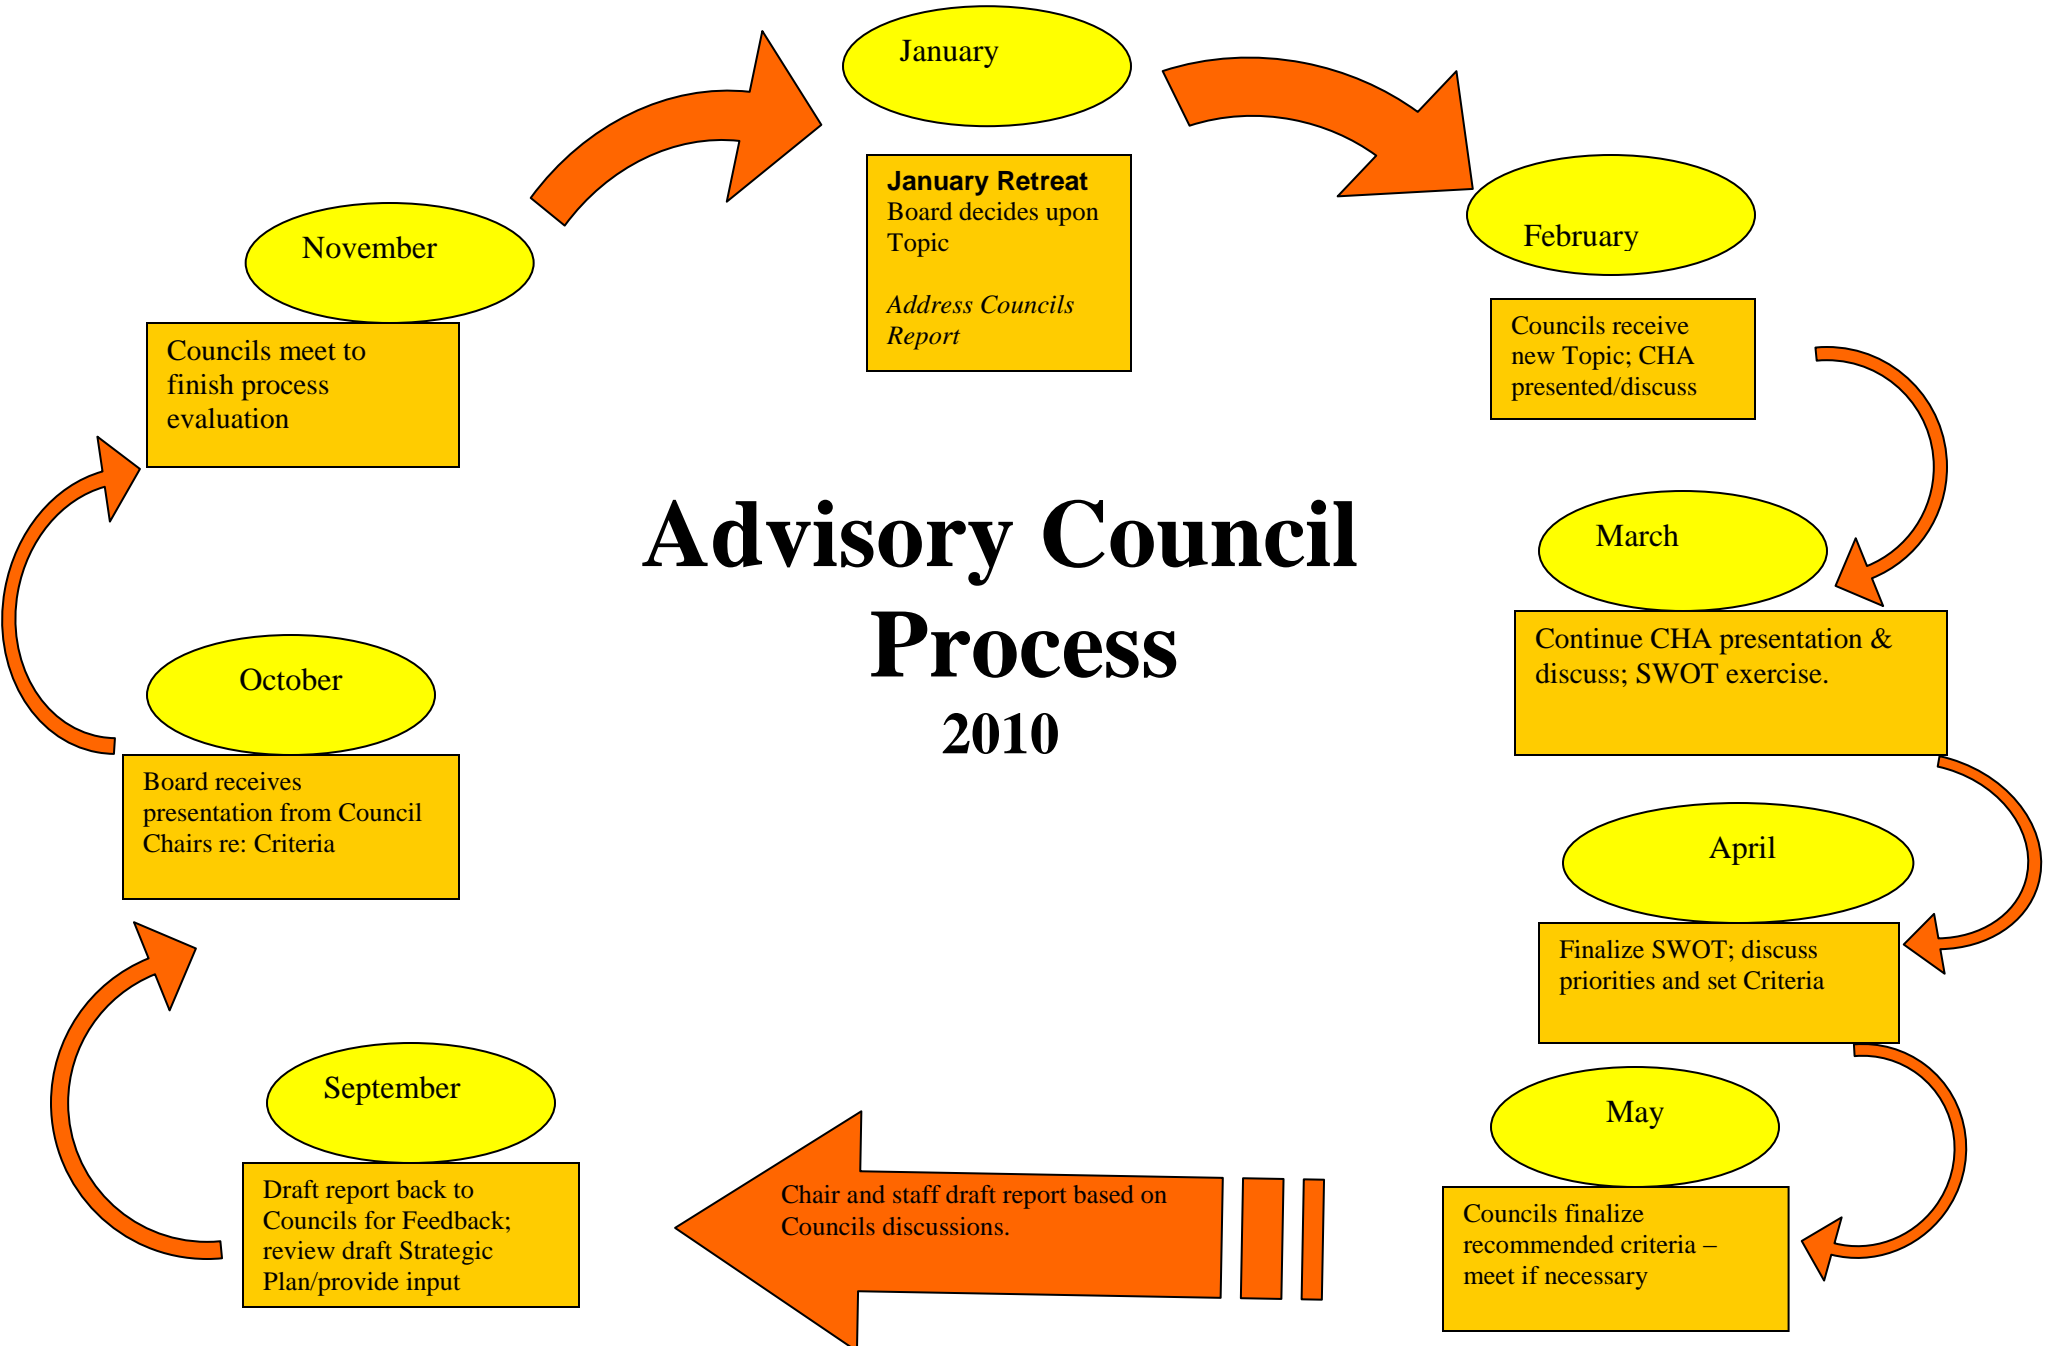 January
January Retreat
Board decides upon
Topic
Address Councils
Report
February
Councils receive
new Topic; CHA
presented/discuss
March
Continue CHA presentation &
discuss; SWOT exercise.
April
Finalize SWOT; discuss
priorities and set Criteria
May
Councils finalize
recommended criteria –
meet if necessary
Chair and staff draft report based on
Councils discussions.
September
Draft report back to
Councils for Feedback;
review draft Strategic
Plan/provide input
October
Board receives
presentation from Council
Chairs re: Criteria
November
Councils meet to
finish process
evaluation
Advisory Council
Process
2010